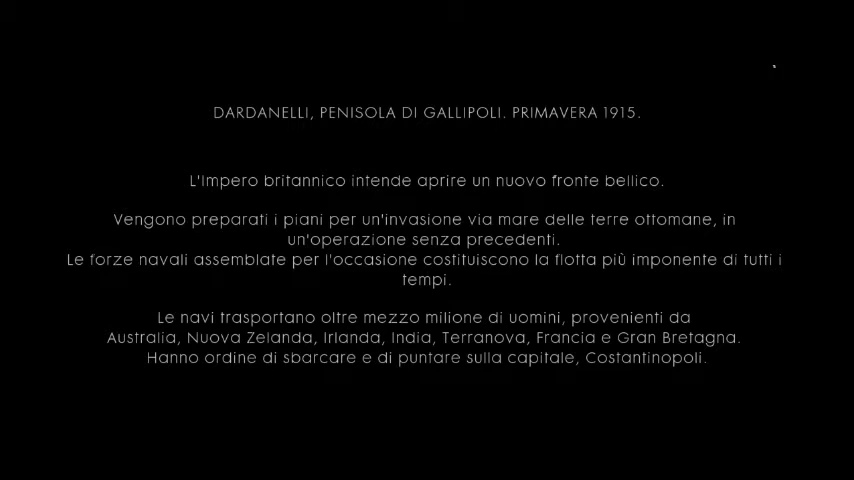 DARDANELLI, PENISOLA DI GALLIPOLI. PRIMAVERA 1915.
L'Impero britannico intende aprire un nuovo fronte bellico.
Vengono preparati i piani per un'invasione via mare delle terre ottomane, in
un'operazione senza precedenti.
Le forze navali assemblate per l'occasione costituiscono la flotta più imponente di tutti i
tempi.
Le navi trasportano oltre mezzo milione di uomini, provenienti da
Australia, Nuova Zelanda, Irlanda, India, Terranova, Francia e Gran Bretagna.
Hanno ordine di sbarcare e di puntare sulla capitale, Costantinopoli.